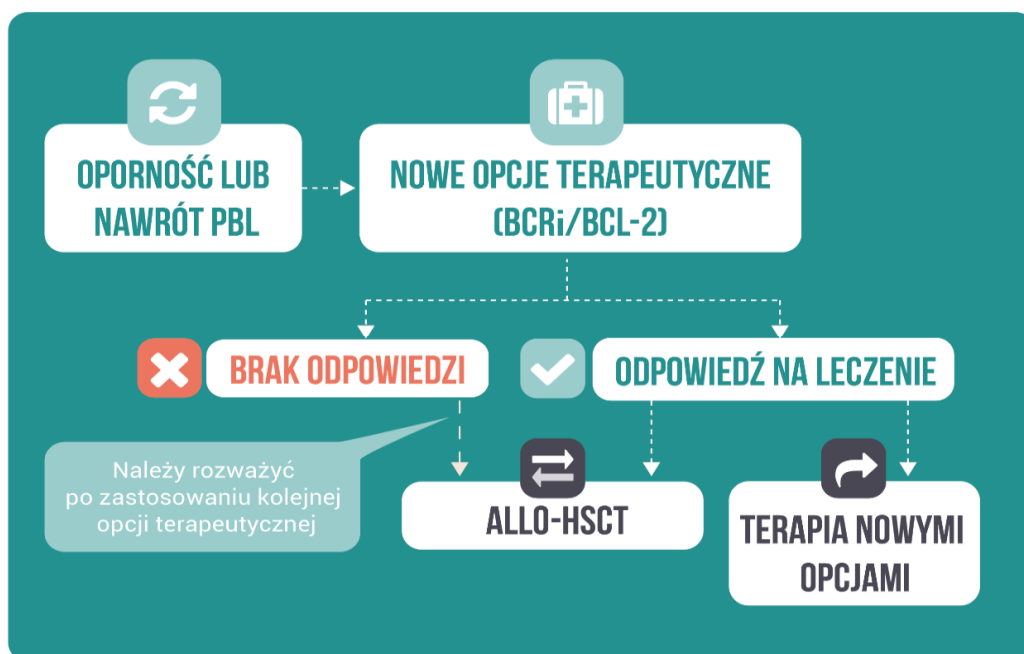 OPORNOŚĆ LUB
NAWRÓT PBL
NOWE OPCJE TERAPEUTYCZNE
(BCRi/BCL-2)
BRAK ODPOWIEDZI
ODPOWIEDŹ NA LECZENIE
Należy rozważyć
po zastosowaniu kolejnej
opcji terapeutycznej
ALLO-HSCT
TERAPIA NOWYMI
OPCJAMI